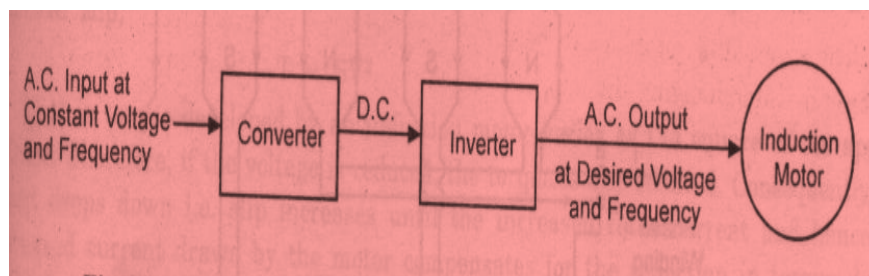 A.C. Input at
Constant Voltage
and Frequency
Converter
D.C.
Inverter
A.C. Output
at Desired Voltage
and Frequency
Induction
Motor